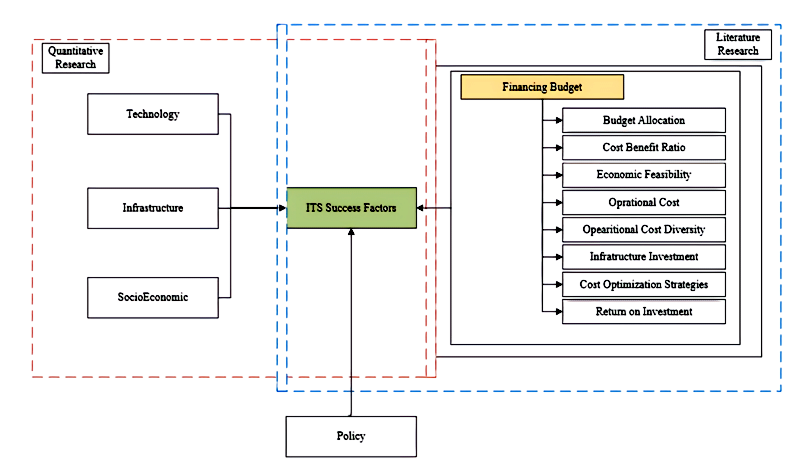 Quantitative
Research
Literature
Research
Technology
Infrastructure
SocioEconomic
ITS Success Factors
Policy
Financing Budget
Budget Allocation
Cost Benefit Ratio
Economic Feasibility
Oprational Cost
Opearitional Cost Diversity
Infratructure Investment
Cost Optimization Strategies
Return on Investment